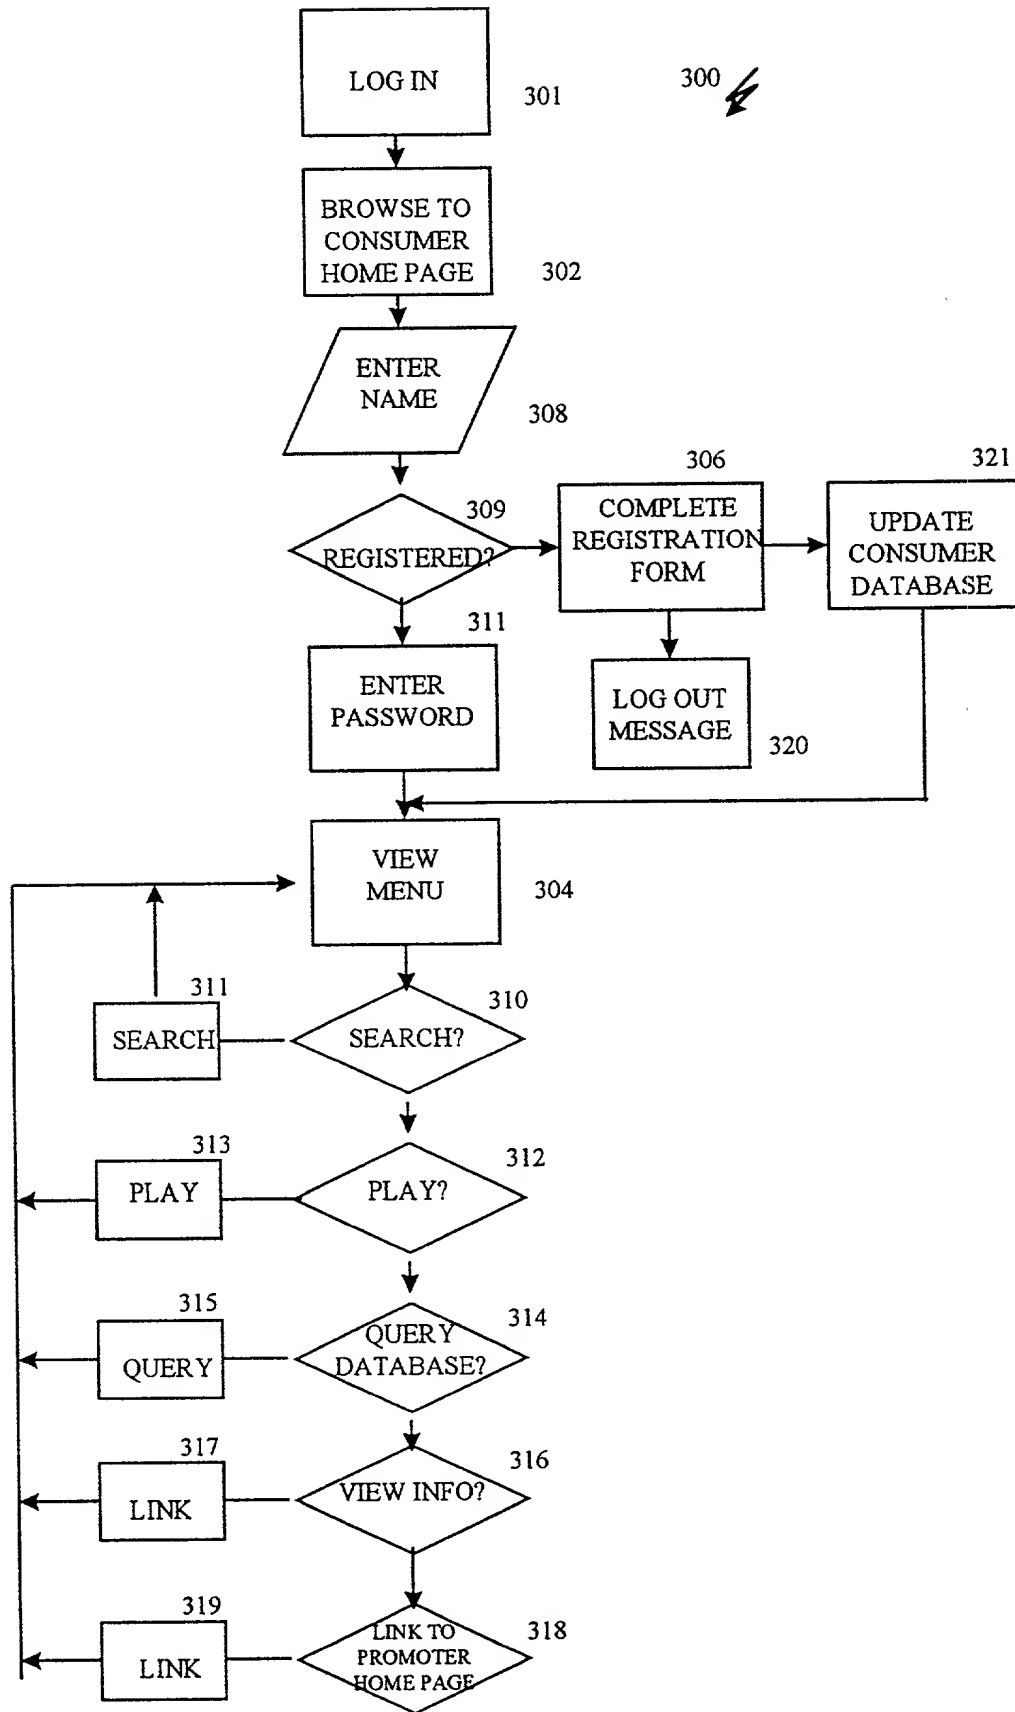 LOG IN
301
300
BROWSE TO
CONSUMER
HOME PAGE
302
ENTER
NAME
308
309
REGISTERED?
306
COMPLETE
REGISTRATION
FORM
321
UPDATE
CONSUMER
DATABASE
311
ENTER
PASSWORD
LOG OUT
MESSAGE
320
VIEW
MENU
304
311
SEARCH
310
SEARCH?
313
PLAY
312
PLAY?
315
QUERY
314
QUERY
DATABASE?
317
LINK
316
VIEW INFO?
319
LINK
318
LINK TO
PROMOTER
HOME PAGE